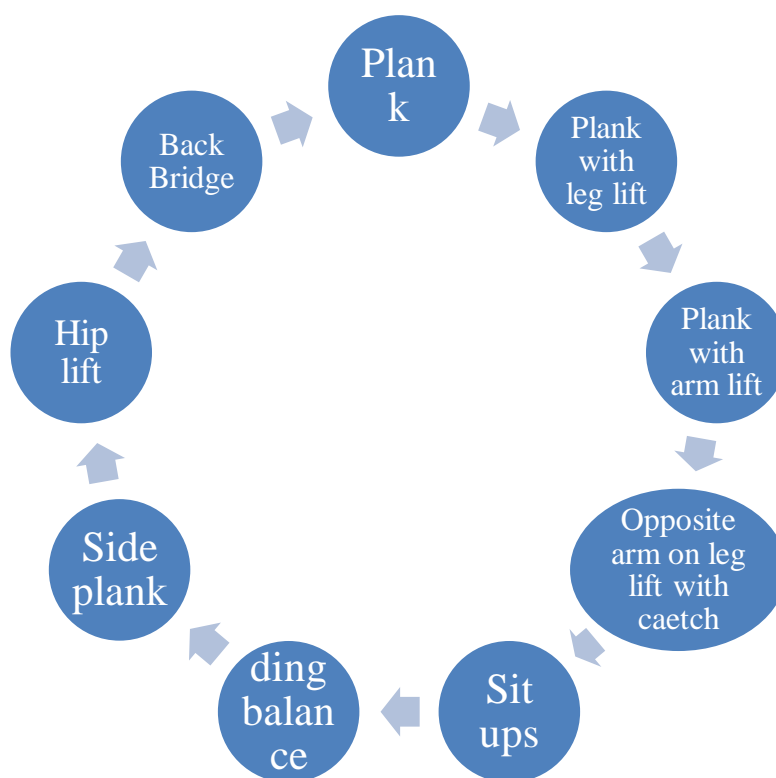 Plan
k
Plank
with
leg lift
Plank
with
arm lift
Opposite
arm on leg
lift with
caetch
Sit
ups
ding
balan
ce
Side
plank
Hip
lift
Back
Bridge